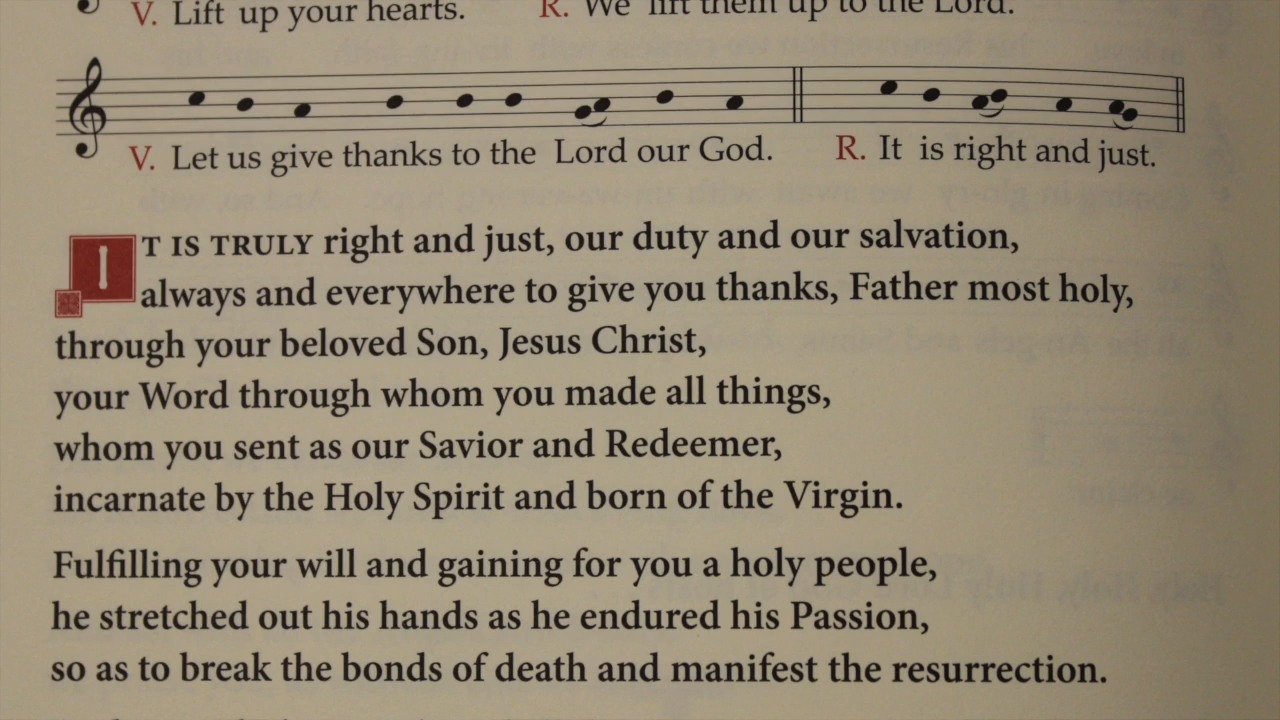 V. Lift up your hearts. R. We lift them up to the Lord.
V. Let us give thanks to the Lord our God. R. It is right and just.
IT IS TRULY right and just, our duty and our salvation,
always and everywhere to give you thanks, Father most holy,
through your beloved Son, Jesus Christ,
your Word through whom you made all things,
whom you sent as our Savior and Redeemer,
incarnate by the Holy Spirit and born of the Virgin.
Fulfilling your will and gaining for you a holy people,
he stretched out his hands as he endured his Passion,
so as to break the bonds of death and manifest the resurrection.